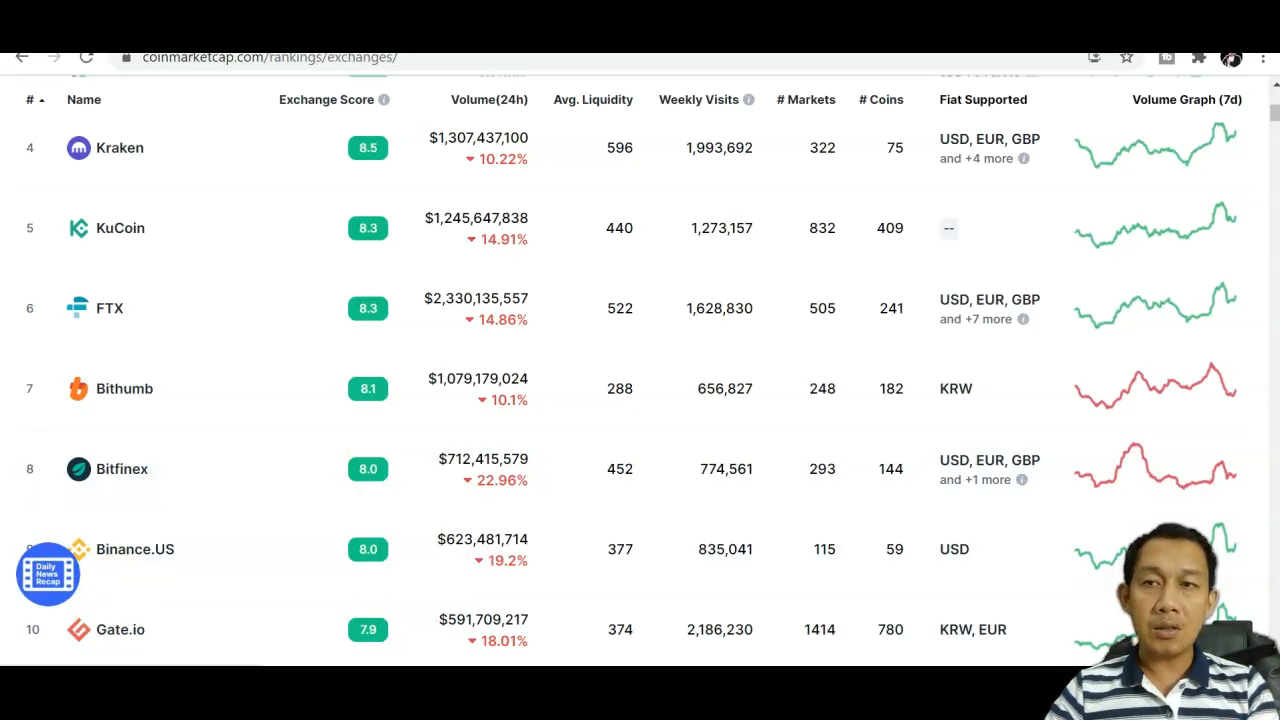 coinmarketcap.com/rankings/exchanges/
# Name Exchange Score Volume(24h) Avg. Liquidity Weekly Visits # Markets # Coins Fiat Supported Volume Graph (7d)
4 Kraken 8.5 $1,307,437,100 596 1,993,692 322 75 USD, EUR, GBP
10.22% and +4 more
5 KuCoin 8.3 $1,245,647,838 440 1,273,157 832 409 --
14.91%
6 FTX 8.3 $2,330,135,557 522 1,628,830 505 241 USD, EUR, GBP
14.86% and +7 more
7 Bithumb 8.1 $1,079,179,024 288 656,827 248 182 KRW
10.1%
8 Bitfinex 8.0 $712,415,579 452 774,561 293 144 USD, EUR, GBP
22.96% and +1 more
Binance.US 8.0 $623,481,714 377 835,041 115 59 USD
19.2%
Daily
News
Recap
10 Gate.io 7.9 $591,709,217 374 2,186,230 1414 780 KRW, EUR
18.01%